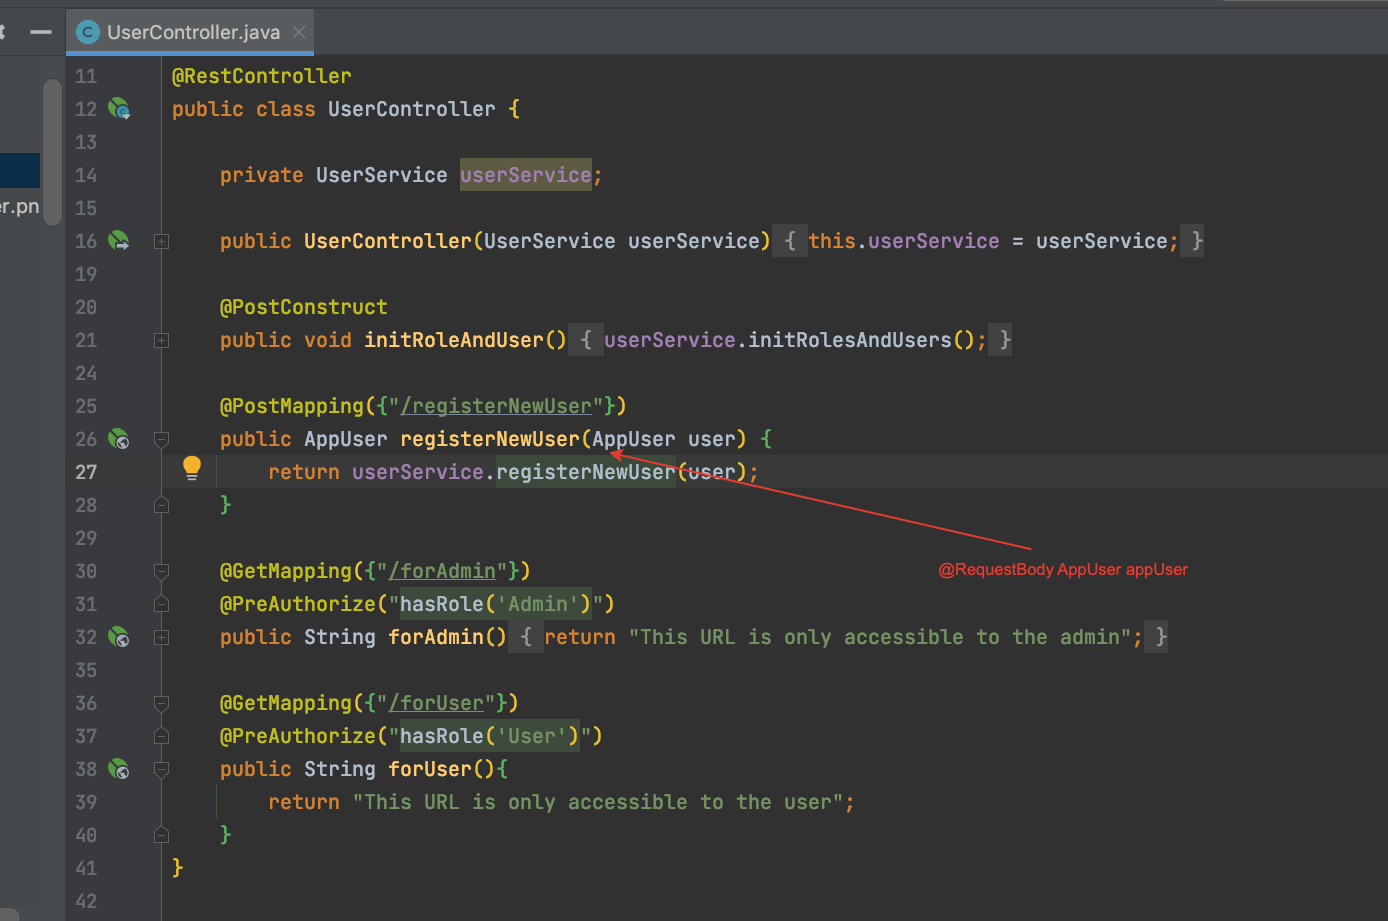 UserController.java
er.pn
11 @RestController
12 public class UserController {
13
14 private UserService userService;
15
16 public UserController(UserService userService) { this.userService = userService; }
19
20 @PostConstruct
21 public void initRoleAndUser() { userService.initRolesAndUsers(); }
24
25 @PostMapping({"/registerNewUser"})
26 public AppUser registerNewUser(AppUser user) {
27 return userService.registerNewUser(user);
28 }
29
30 @GetMapping({"/forAdmin"})
@RequestBody AppUser appUser
31 @PreAuthorize("hasRole('Admin')")
32 public String forAdmin() { return "This URL is only accessible to the admin"; }
35
36 @GetMapping({"/forUser"})
37 @PreAuthorize("hasRole('User')")
38 public String forUser(){
39 return "This URL is only accessible to the user";
40 }
41 }
42